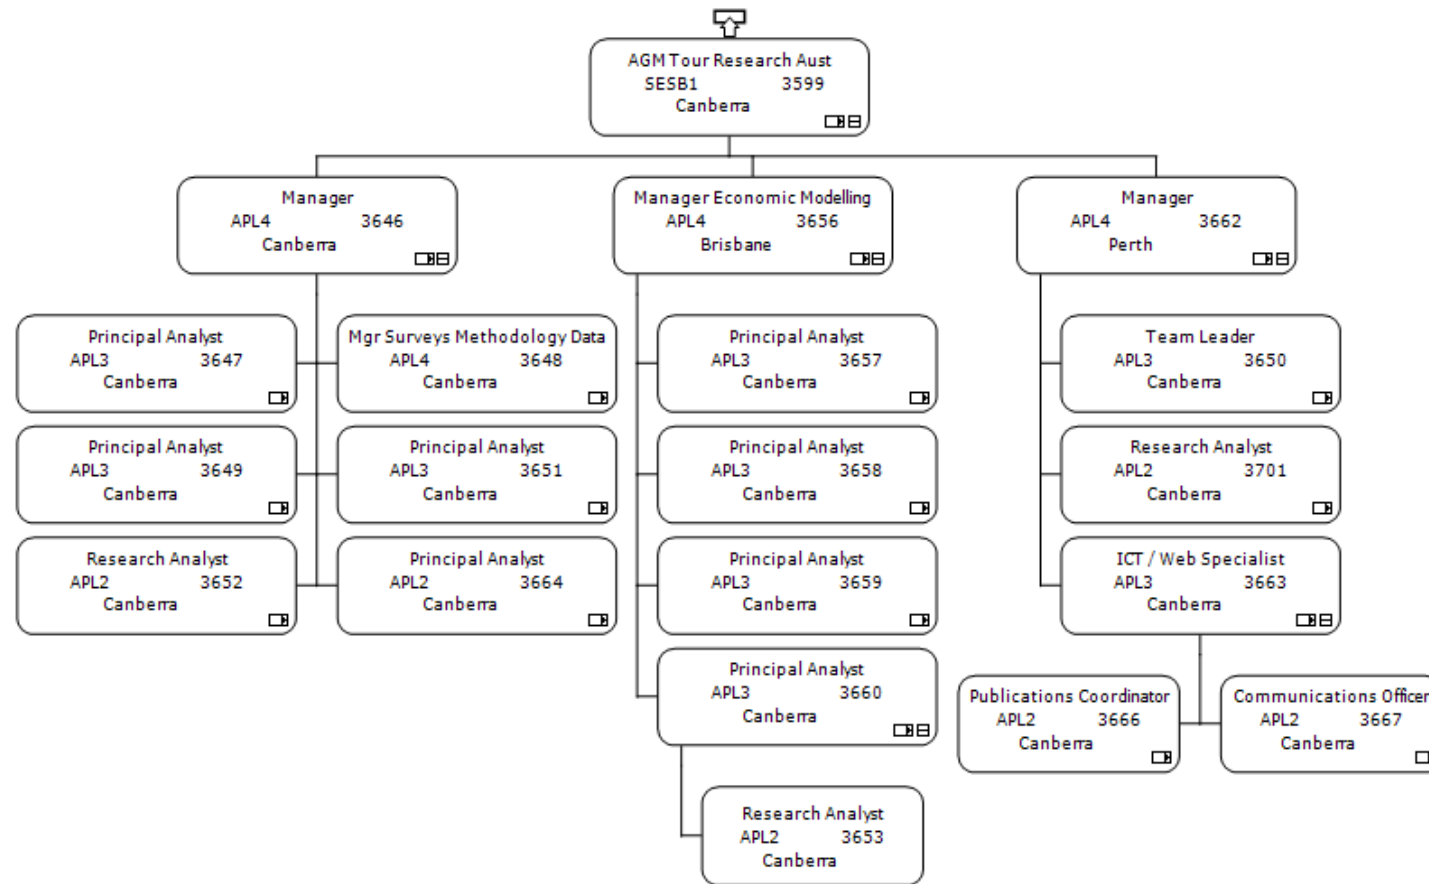 AGM Tour Research Aust
SESB1 3599
Canberra
Manager
APL4 3646
Canberra
Manager Economic Modelling
APL4 3656
Brisbane
Manager
APL4 3662
Perth
Principal Analyst
APL3 3647
Canberra
Mgr Surveys Methodology Data
APL4 3648
Canberra
Principal Analyst
APL3 3657
Canberra
Team Leader
APL3 3650
Canberra
Principal Analyst
APL3 3649
Canberra
Principal Analyst
APL3 3651
Canberra
Principal Analyst
APL3 3658
Canberra
Research Analyst
APL2 3701
Canberra
Research Analyst
APL2 3652
Canberra
Principal Analyst
APL2 3664
Canberra
Principal Analyst
APL3 3659
Canberra
ICT / Web Specialist
APL3 3663
Canberra
Principal Analyst
APL3 3660
Canberra
Publications Coordinator
APL2 3666
Canberra
Communications Officer
APL2 3667
Canberra
Research Analyst
APL2 3653
Canberra